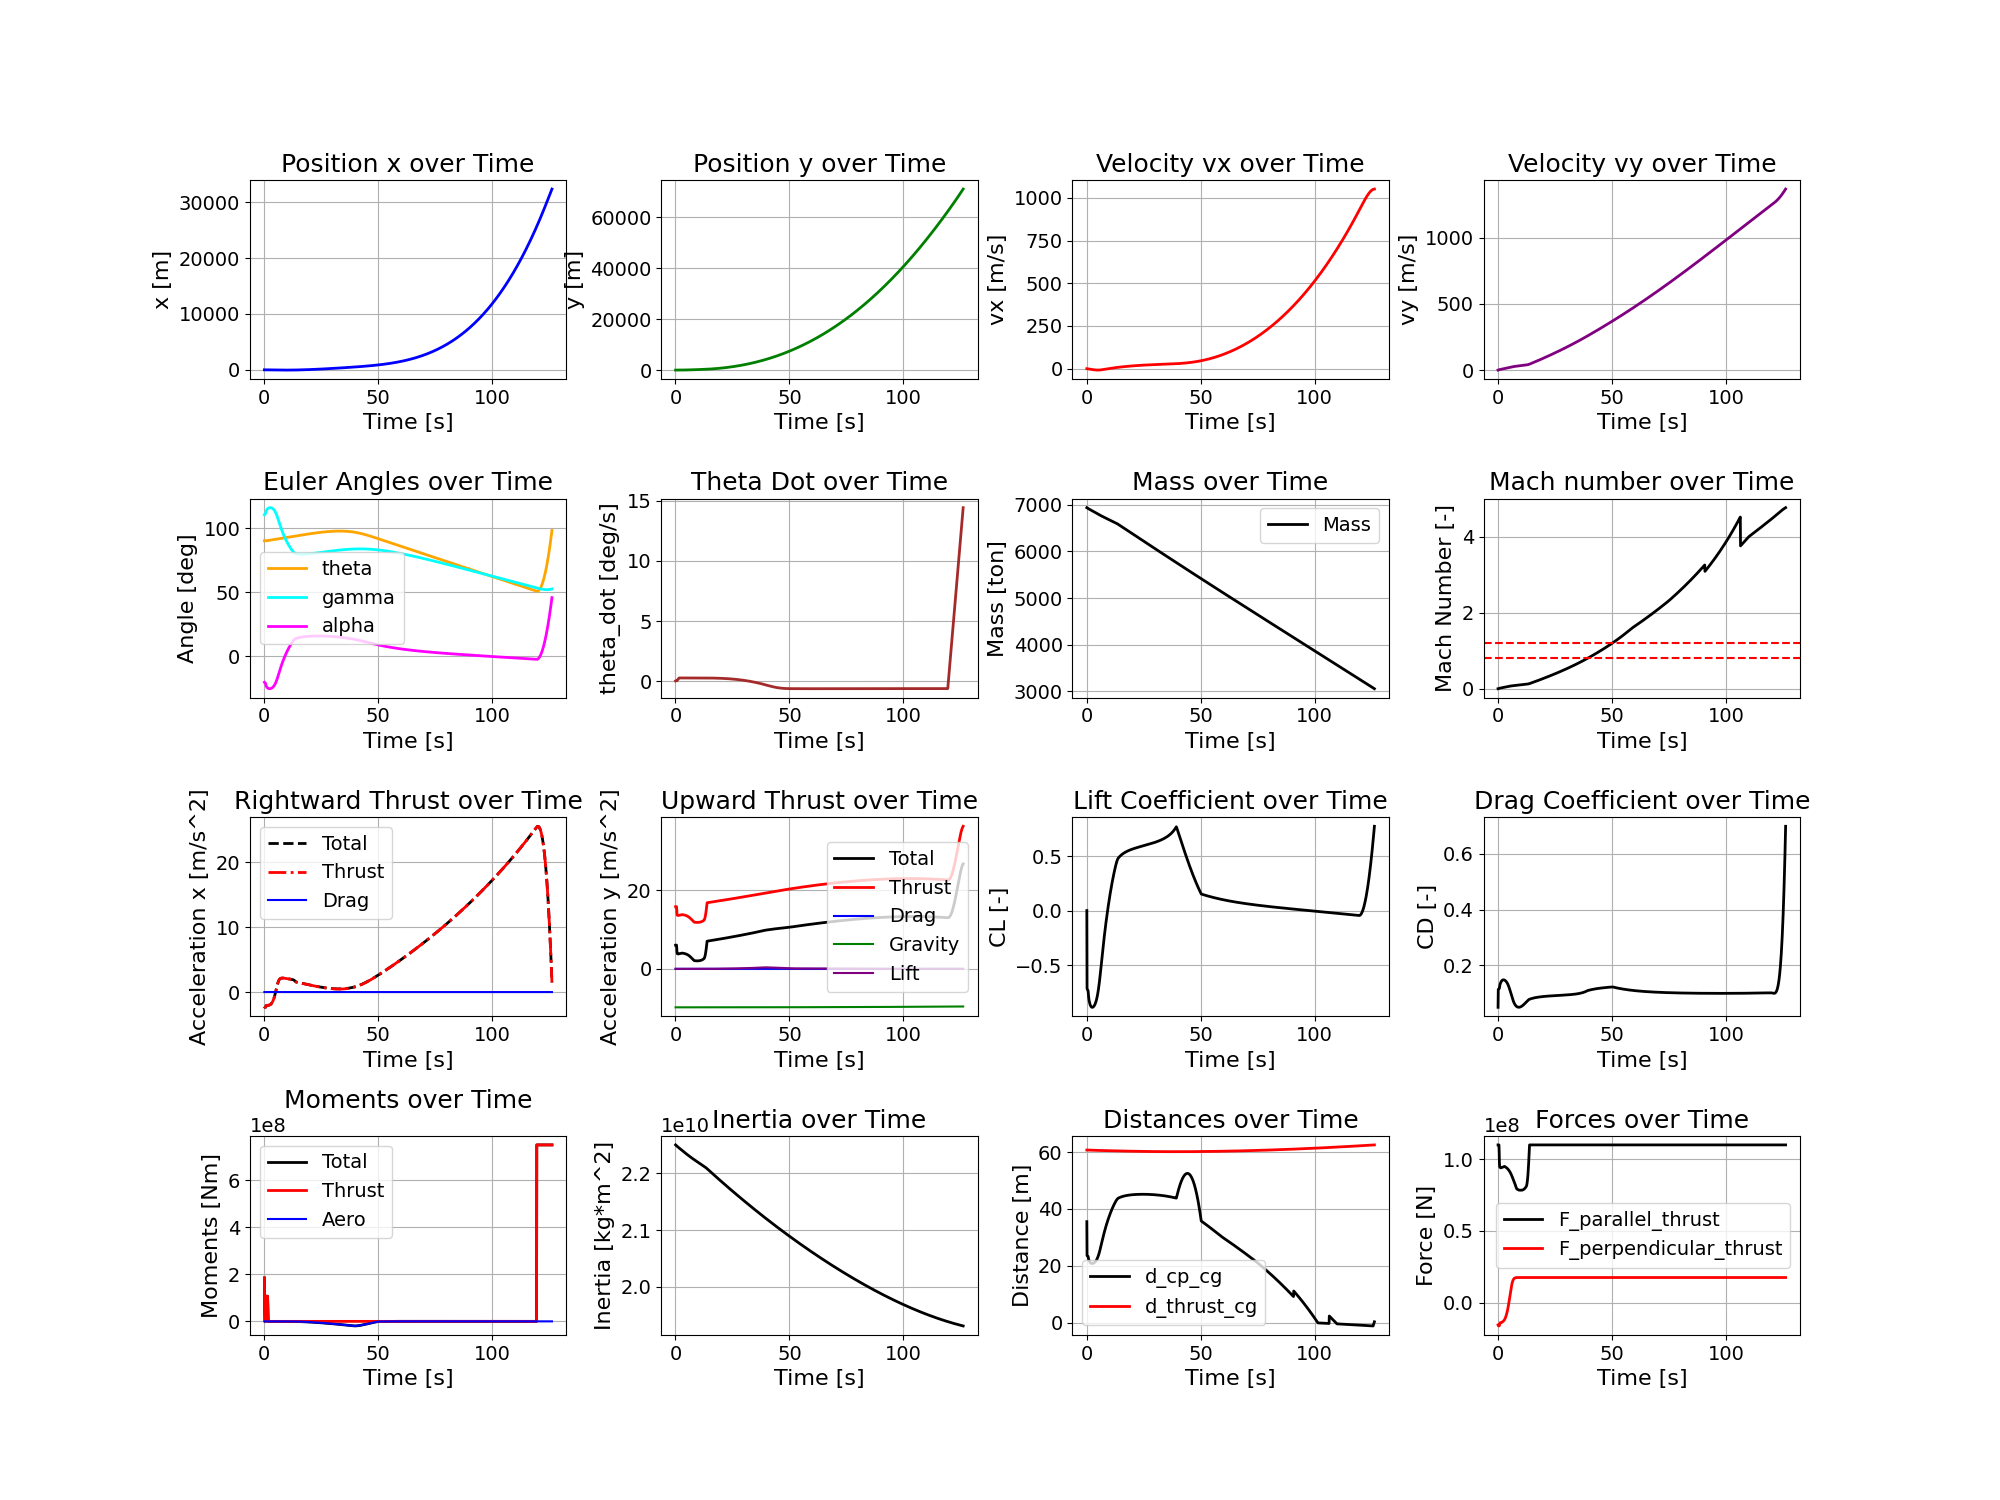 Position x over Time
x [m]
30000
20000
10000
0
0 50 100
Time [s]
Position y over Time
y [m]
60000
40000
20000
0
0 50 100
Time [s]
Velocity vx over Time
vx [m/s]
1000
750
500
250
0
0 50 100
Time [s]
Velocity vy over Time
vy [m/s]
1000
500
0
0 50 100
Time [s]
Euler Angles over Time
Angle [deg]
100
50
0
theta
gamma
alpha
0 50 100
Time [s]
Theta Dot over Time
theta_dot [deg/s]
15
10
5
0
0 50 100
Time [s]
Mass over Time
Mass [ton]
7000
6000
5000
4000
3000
Mass
0 50 100
Time [s]
Mach number over Time
Mach Number [-]
4
2
0
0 50 100
Time [s]
Rightward Thrust over Time
Acceleration x [m/s^2]
20
10
0
Total
Thrust
Drag
0 50 100
Time [s]
Upward Thrust over Time
Acceleration y [m/s^2]
20
0
Total
Thrust
Drag
Gravity
Lift
0 50 100
Time [s]
Lift Coefficient over Time
CL [-]
0.5
0.0
−0.5
0 50 100
Time [s]
Drag Coefficient over Time
CD [-]
0.6
0.4
0.2
0 50 100
Time [s]
Moments over Time
1e8
Moments [Nm]
6
4
2
0
Total
Thrust
Aero
0 50 100
Time [s]
Inertia over Time
1e10
Inertia [kg*m^2]
2.2
2.1
2.0
0 50 100
Time [s]
Distances over Time
Distance [m]
60
40
20
0
d_cp_cg
d_thrust_cg
0 50 100
Time [s]
Forces over Time
1e8
Force [N]
1.0
0.5
0.0
F_parallel_thrust
F_perpendicular_thrust
0 50 100
Time [s]